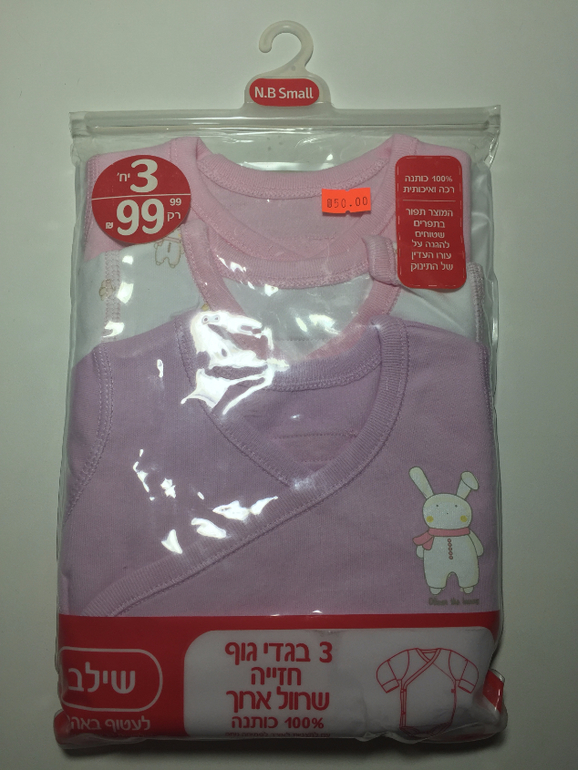 N.B Small
3 יח'
רק 99 99 ₪
850.00
100% כותנה
רכה ואיכותית
המוצר תפור
בתפרים
שטוחים
להגנה על
עורו העדין
של התינוק
שילב
לעטוף באה
3 בגדי גוף
חזייה
שרוול ארוך
100% כותנה